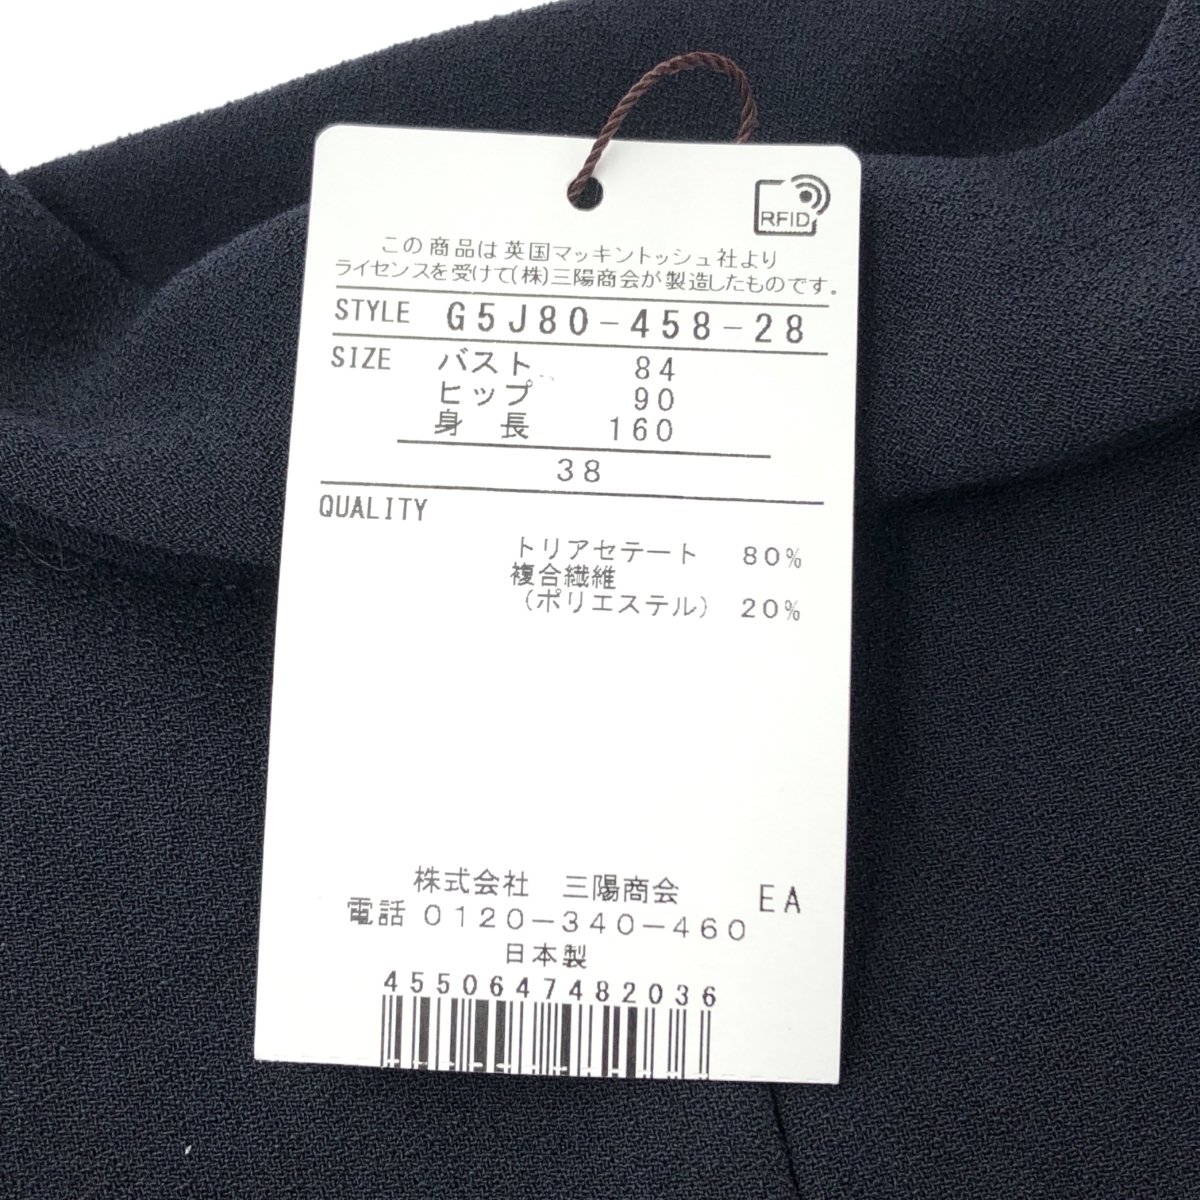 RFID
この商品は英国マッキントッシュ社より
ライセンスを受けて(株)三陽商会が製造したものです.
STYLE G5J80-458-28
SIZE バスト 84
ヒップ 90
身 長 160
38
QUALITY
トリアセテート 80%
複合繊維
(ポリエステル) 20%
株式会社 三陽商会 EA
電話 0120-340-460
日本製
4550647482036